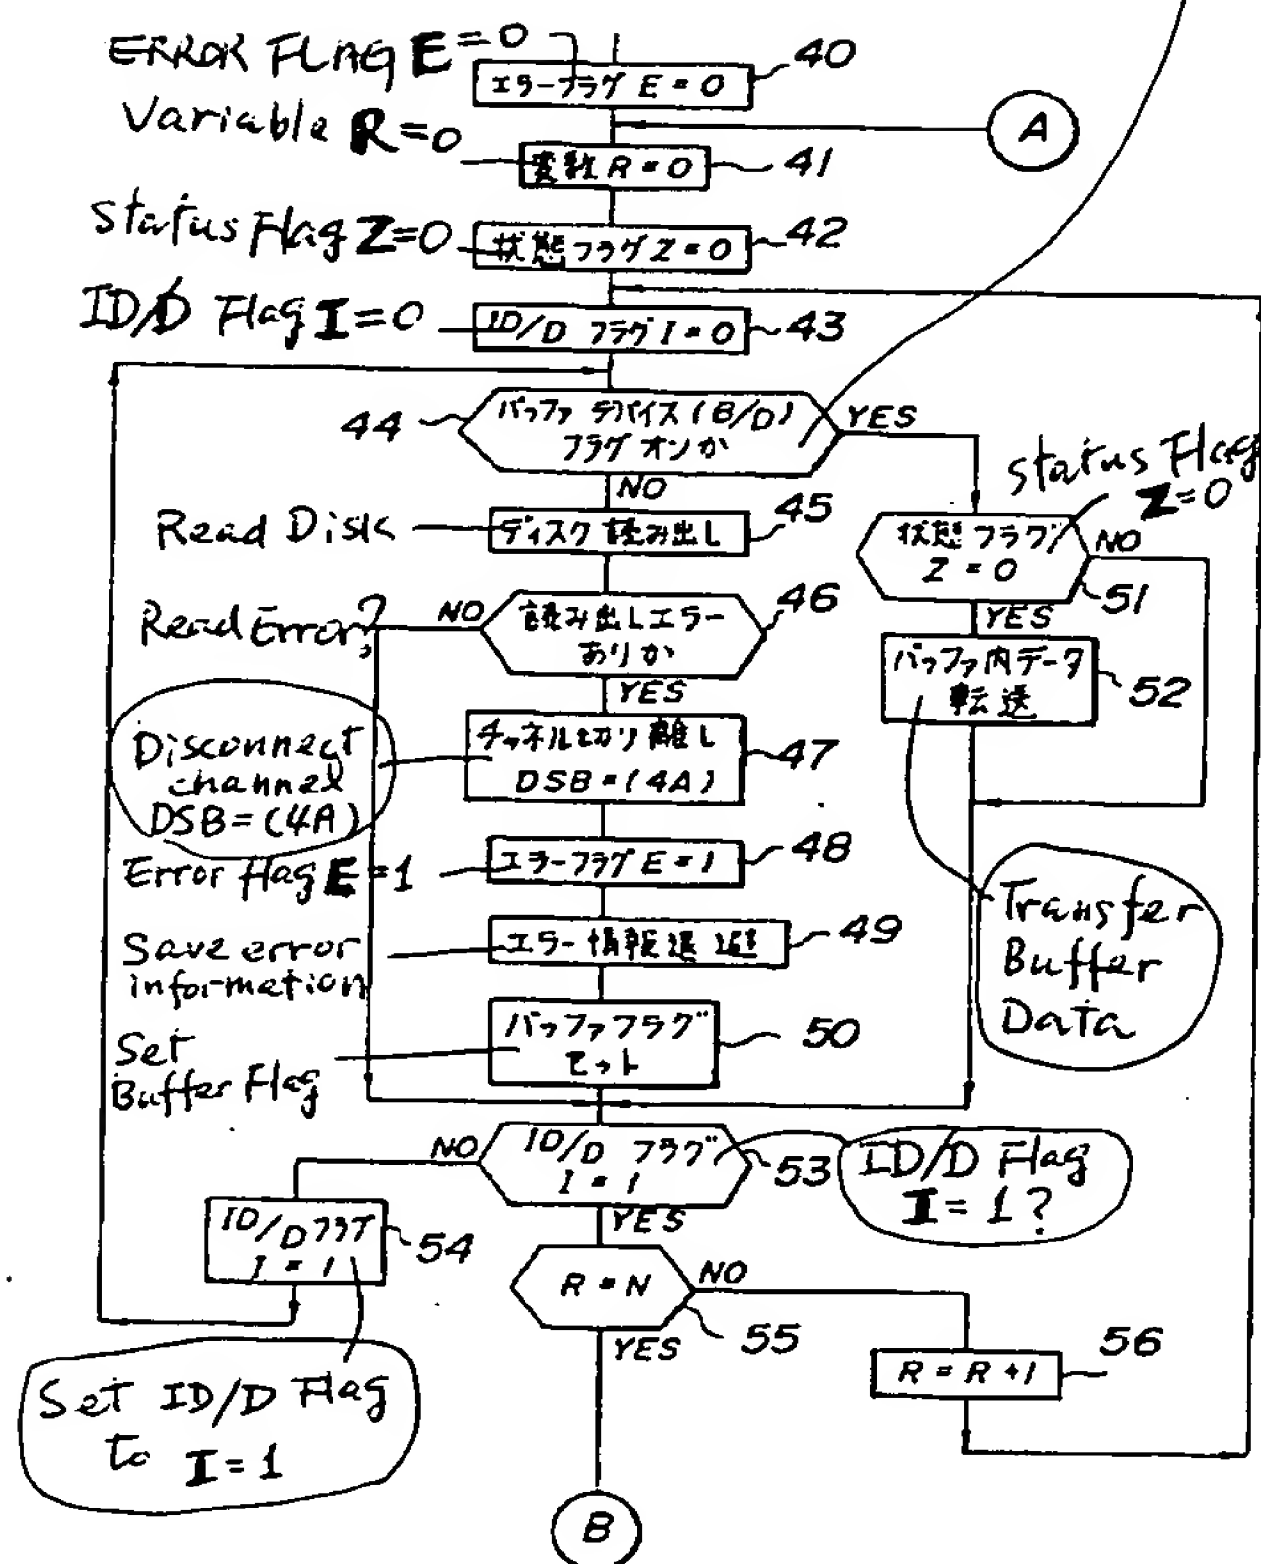 ERROR FLAG E=0
エラーフラグ E = 0
40
Variable R=0
A
変数 R = 0
41
Status Flag Z=0
状態フラグ Z = 0
42
ID/D Flag I=0
ID/D フラグ I = 0
43
44
バッファ デバイス (B/D)
フラグ オンか
YES
NO
Status Flag
Z=0
Read Disk
ディスク 読み出し
45
状態 フラグ
Z = 0
NO
51
YES
Read Error?
NO
読み出しエラー
ありか
46
YES
バッファ内データ
転送
52
Disconnect
channel
DSB=(4A)
チャネル切り離し
DSB = (4A)
47
Error flag E=1
エラーフラグ E = 1
48
Transfer
Buffer
Data
Save error
information
エラー情報退避
49
Set
Buffer Flag
バッファフラグ
セット
50
NO
ID/D フラグ
I = 1
53
YES
ID/D Flag
I = 1?
ID/D フラグ
I = 1
54
R = N
NO
55
YES
R = R +1
56
Set ID/D Flag
to I = 1
B